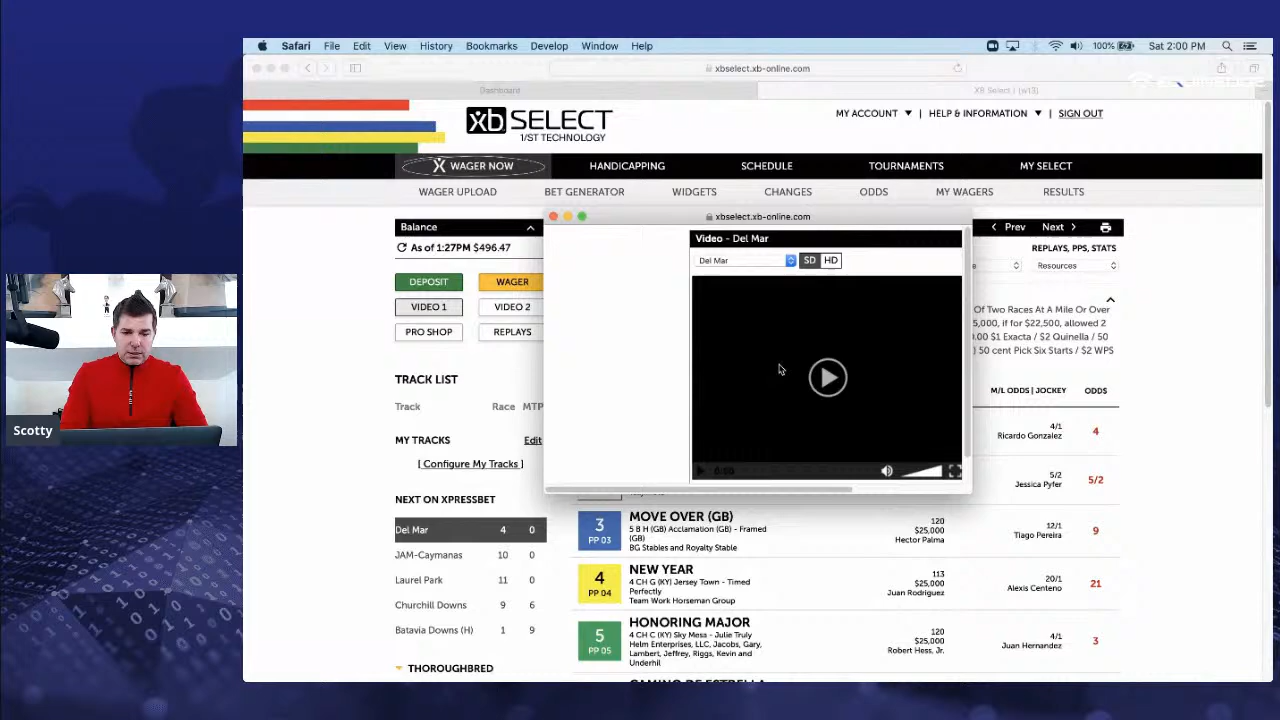 Safari File Edit View History Bookmarks Develop Window Help
100% Sat 2:00 PM
xbselect.xb-online.com
Dashboard
XB Select | (w13)
xb SELECT
1/ST TECHNOLOGY
MY ACCOUNT | HELP & INFORMATION | SIGN OUT
X WAGER NOW HANDICAPPING SCHEDULE TOURNAMENTS MY SELECT
WAGER UPLOAD BET GENERATOR WIDGETS CHANGES ODDS MY WAGERS RESULTS
Balance
As of 1:27PM $496.47
DEPOSIT WAGER
VIDEO 1 VIDEO 2
PRO SHOP REPLAYS
TRACK LIST
Track Race MTP
MY TRACKS Edit
[ Configure My Tracks ]
NEXT ON XPRESSBET
Del Mar 4 0
JAM-Caymanas 10 0
Laurel Park 11 0
Churchill Downs 9 6
Batavia Downs (H) 1 9
THOROUGHBRED
xbselect.xb-online.com
Video - Del Mar
Del Mar SD HD
Prev Next
REPLAYS, PPS, STATS
e Resources
Of Two Races At A Mile Or Over
5,000, if for $22,500, allowed 2
0.00 $1 Exacta / $2 Quinella / 50
) 50 cent Pick Six Starts / $2 WPS
M/L ODDS | JOCKEY ODDS
4/1
Ricardo Gonzalez
4
5/2
Jessica Pyfer
5/2
3
PP 03
MOVE OVER (GB)
5 B H (GB) Acclamation (GB) - Framed
(GB)
BG Stables and Royalty Stable
120
$25,000
Hector Palma
12/1
Tiago Pereira
9
4
PP 04
NEW YEAR
4 CH G (KY) Jersey Town - Timed
Perfectly
Team Work Horseman Group
113
$25,000
Juan Rodriguez
20/1
Alexis Centeno
21
5
PP 05
HONORING MAJOR
4 CH C (KY) Sky Mess - Julie Truly
Helm Enterprises, LLC, Jacobs, Gary,
Lambert, Jeffrey, Riggs, Kevin and
Underhil
120
$25,000
Robert Hess, Jr.
4/1
Juan Hernandez
3
Scotty